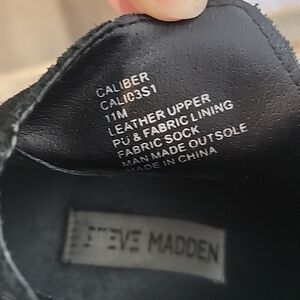 CALIBER
CALI03S1
11M
LEATHER UPPER
PU & FABRIC LINING
FABRIC SOCK
MAN MADE OUTSOLE
MADE IN CHINA
STEVE MADDEN